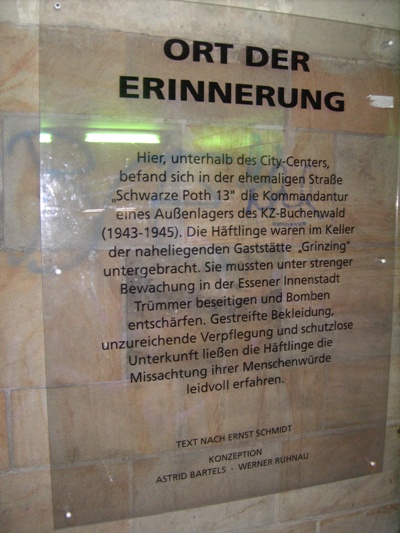 ORT DER
ERINNERUNG
Hier, unterhalb des City-Centers,
befand sich in der ehemaligen Straße
„Schwarze Poth 13" die Kommandantur
eines Außenlagers des KZ-Buchenwald
(1943-1945). Die Häftlinge waren im Keller
der naheliegenden Gaststätte „Grinzing"
untergebracht. Sie mussten unter strenger
Bewachung in der Essener Innenstadt
Trümmer beseitigen und Bomben
entschärfen. Gestreifte Bekleidung,
unzureichende Verpflegung und schutzlose
Unterkunft ließen die Häftlinge die
Missachtung ihrer Menschenwürde
leidvoll erfahren.
TEXT NACH ERNST SCHMIDT
KONZEPTION
ASTRID BARTELS - WERNER RUHNAU